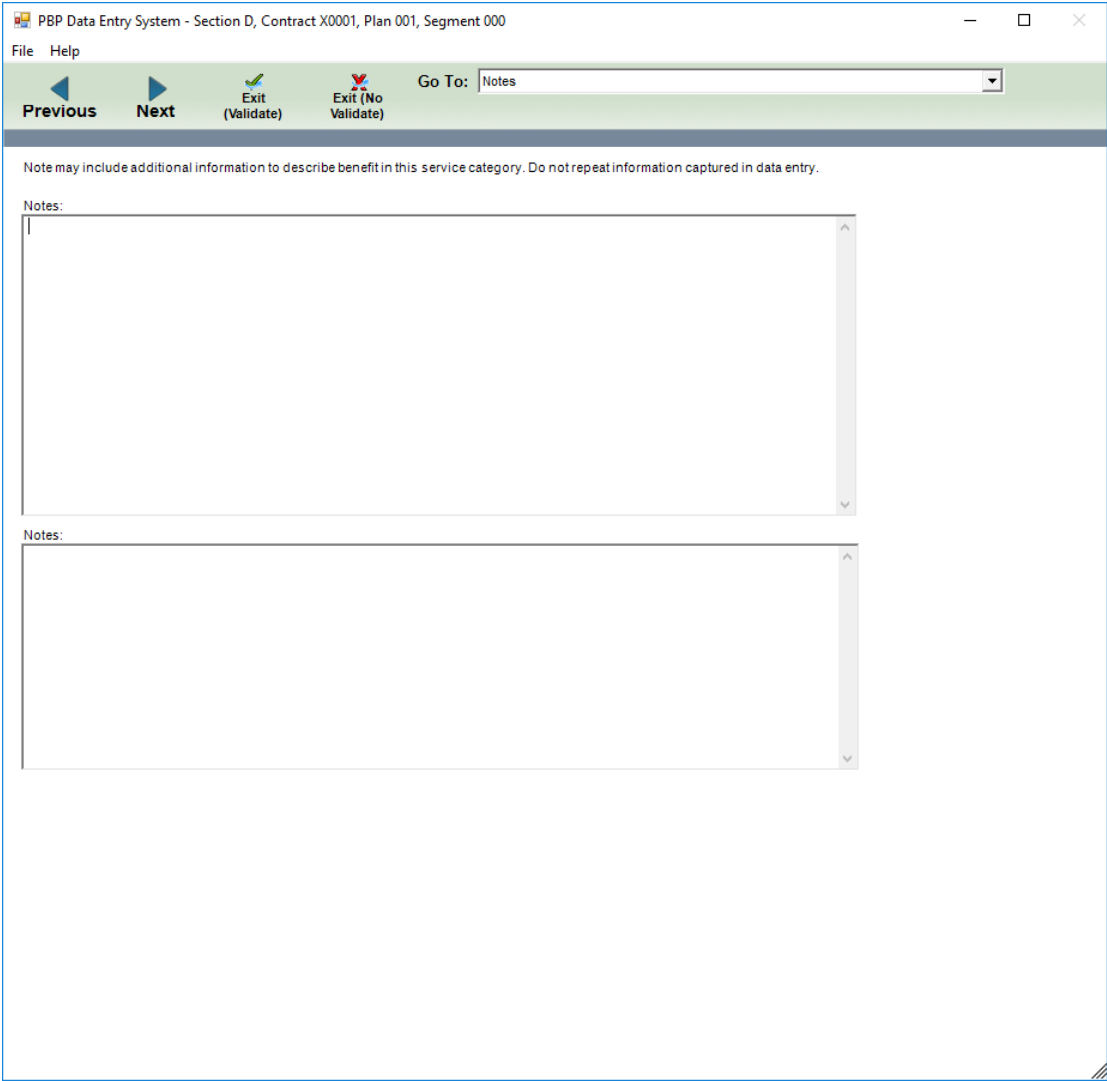 PBP Data Entry System - Section D, Contract X0001, Plan 001, Segment 000
File Help
Previous
Next
Exit
(Validate)
Exit (No
Validate)
Go To: Notes
Note may include additional information to describe benefit in this service category. Do not repeat information captured in data entry.
Notes:
Notes: